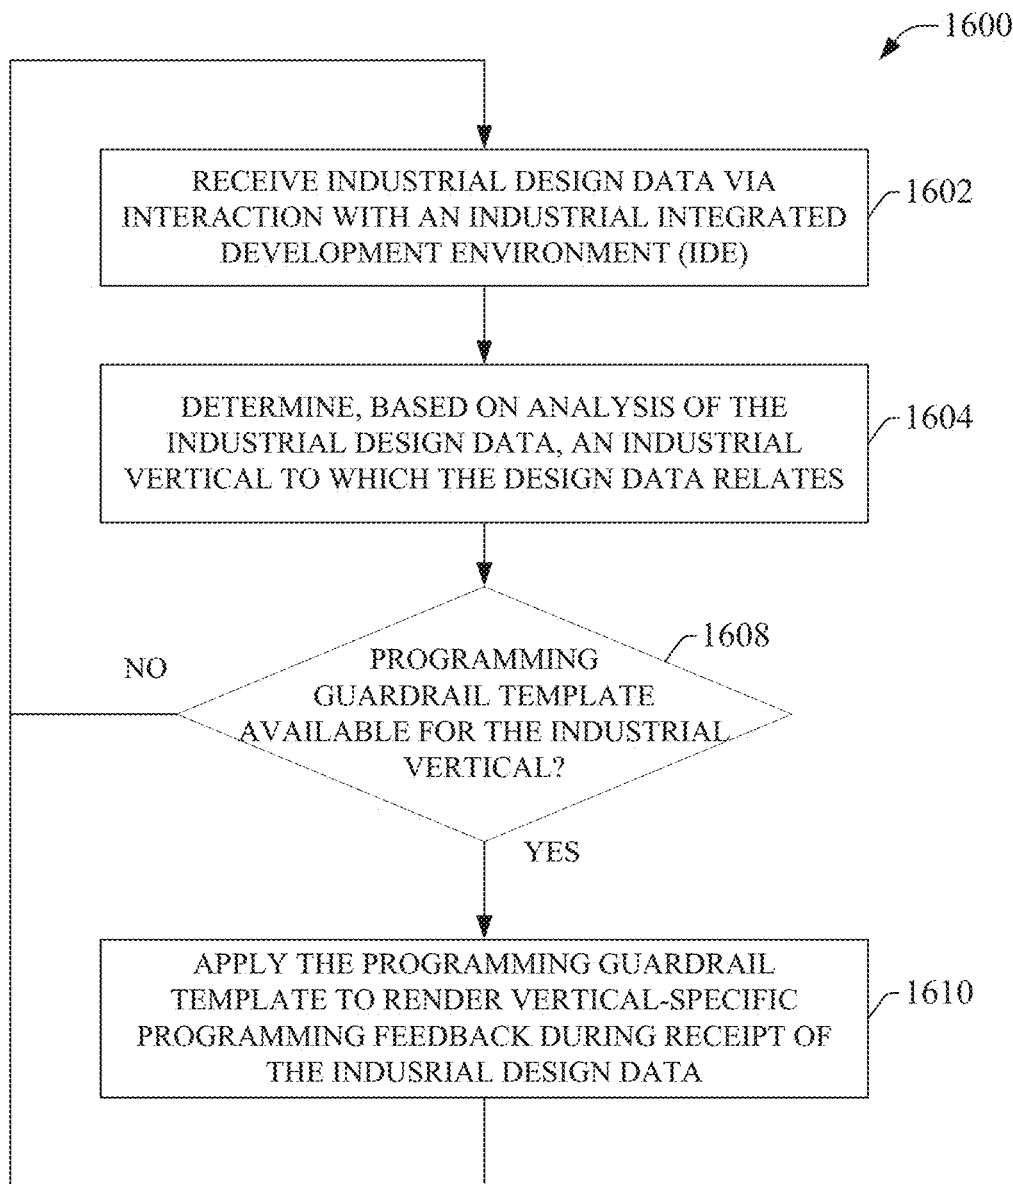 1600
RECEIVE INDUSTRIAL DESIGN DATA VIA
INTERACTION WITH AN INDUSTRIAL INTEGRATED
DEVELOPMENT ENVIRONMENT (IDE)
1602
DETERMINE, BASED ON ANALYSIS OF THE
INDUSTRIAL DESIGN DATA, AN INDUSTRIAL
VERTICAL TO WHICH THE DESIGN DATA RELATES
1604
PROGRAMMING
GUARDRAIL TEMPLATE
AVAILABLE FOR THE INDUSTRIAL
VERTICAL?
1608
NO
YES
APPLY THE PROGRAMMING GUARDRAIL
TEMPLATE TO RENDER VERTICAL-SPECIFIC
PROGRAMMING FEEDBACK DURING RECEIPT OF
THE INDUSRIAL DESIGN DATA
1610